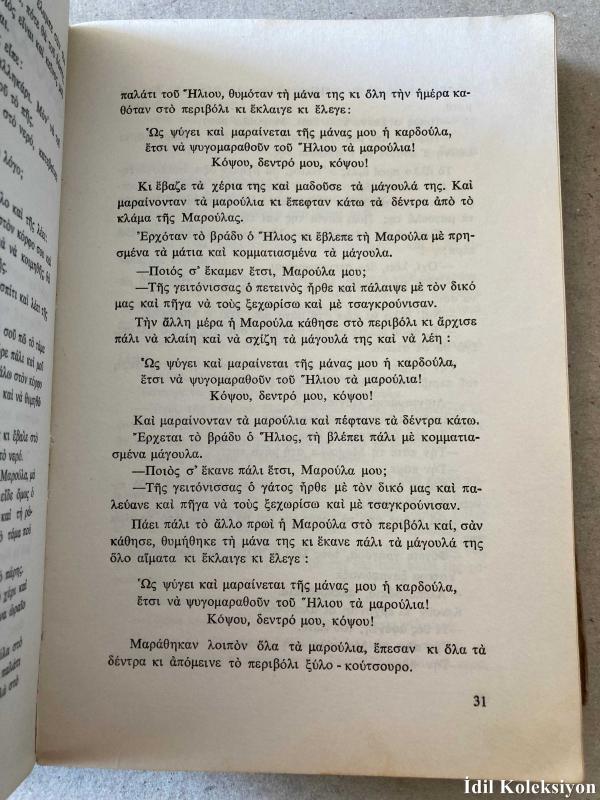 παλάτι τοῦ Ἥλιου, θυμόταν τὴ μάνα της κι ὅλη τὴν ἡμέρα κα-
θόταν στὸ περιβόλι κι ἔκλαιγε κι ἔλεγε:
Ὡς ψύγει καὶ μαραίνεται τῆς μάνας μου ἡ καρδούλα,
ἔτσι νὰ ψυγομαραθοῦν τοῦ Ἥλιου τὰ μαρούλια!
Κόψου, δεντρό μου, κόψου!
Κι ἔβαζε τὰ χέρια της καὶ μαδοῦσε τὰ μάγουλά της. Καὶ
μαραίνονταν τὰ μαρούλια κι ἔπεφταν κάτω τὰ δέντρα ἀπὸ τὸ
κλάμα τῆς Μαρούλας.
Ἐρχόταν τὸ βράδυ ὁ Ἥλιος κι ἔβλεπε τὴ Μαρούλα μὲ πρη-
σμένα τὰ μάτια καὶ κομματιασμένα τὰ μάγουλα.
—Ποιός σ' ἔκαμεν ἔτσι, Μαρούλα μου;
—Τῆς γειτόνισσας ὁ πετεινὸς ἦρθε καὶ πάλαιψε μὲ τὸν δικό
μας καὶ πῆγα νὰ τοὺς ξεχωρίσω καὶ μὲ τσαγκρούνισαν.
Τὴν ἄλλη μέρα ἡ Μαρούλα κάθησε στὸ περιβόλι κι ἄρχισε
πάλι νὰ κλαίη καὶ νὰ σχίζη τὰ μάγουλά της καὶ νὰ λέη:
Ὡς ψύγει καὶ μαραίνεται τῆς μάνας μου ἡ καρδούλα,
ἔτσι νὰ ψυγομαραθοῦν τοῦ Ἥλιου τὰ μαρούλια!
Κόψου, δεντρό μου, κόψου!
Καὶ μαραίνονταν τὰ μαρούλια καὶ πέφτανε τὰ δέντρα κάτω.
Ἔρχεται τὸ βράδυ ὁ Ἥλιος, τὴ βλέπει πάλι μὲ κομματια-
σμένα μάγουλα.
—Ποιὸς σ' ἔκανε πάλι ἔτσι, Μαρούλα μου;
—Τῆς γειτόνισσας ὁ γάτος ἦρθε μὲ τὸν δικό μας καὶ πα-
λεύανε καὶ πῆγα νὰ τοὺς ξεχωρίσω καὶ μὲ τσαγκρούνισαν.
Πάει πάλι τὸ ἄλλο πρωὶ ἡ Μαρούλα στὸ περιβόλι καί, σὰν
κάθησε, θυμήθηκε τὴ μάνα της κι ἔκανε πάλι τὰ μάγουλά της
ὅλο αἵματα κι ἔκλαιγε κι ἔλεγε:
Ὡς ψύγει καὶ μαραίνεται τῆς μάνας μου ἡ καρδούλα,
ἔτσι νὰ ψυγομαραθοῦν τοῦ Ἥλιου τὰ μαρούλια!
Κόψου, δεντρό μου, κόψου!
Μαράθηκαν λοιπὸν ὅλα τὰ μαρούλια, ἔπεσαν κι ὅλα τὰ
δέντρα κι ἀπόμεινε τὸ περιβόλι ξύλο - κούτσουρο.
31
İdil Koleksiyon